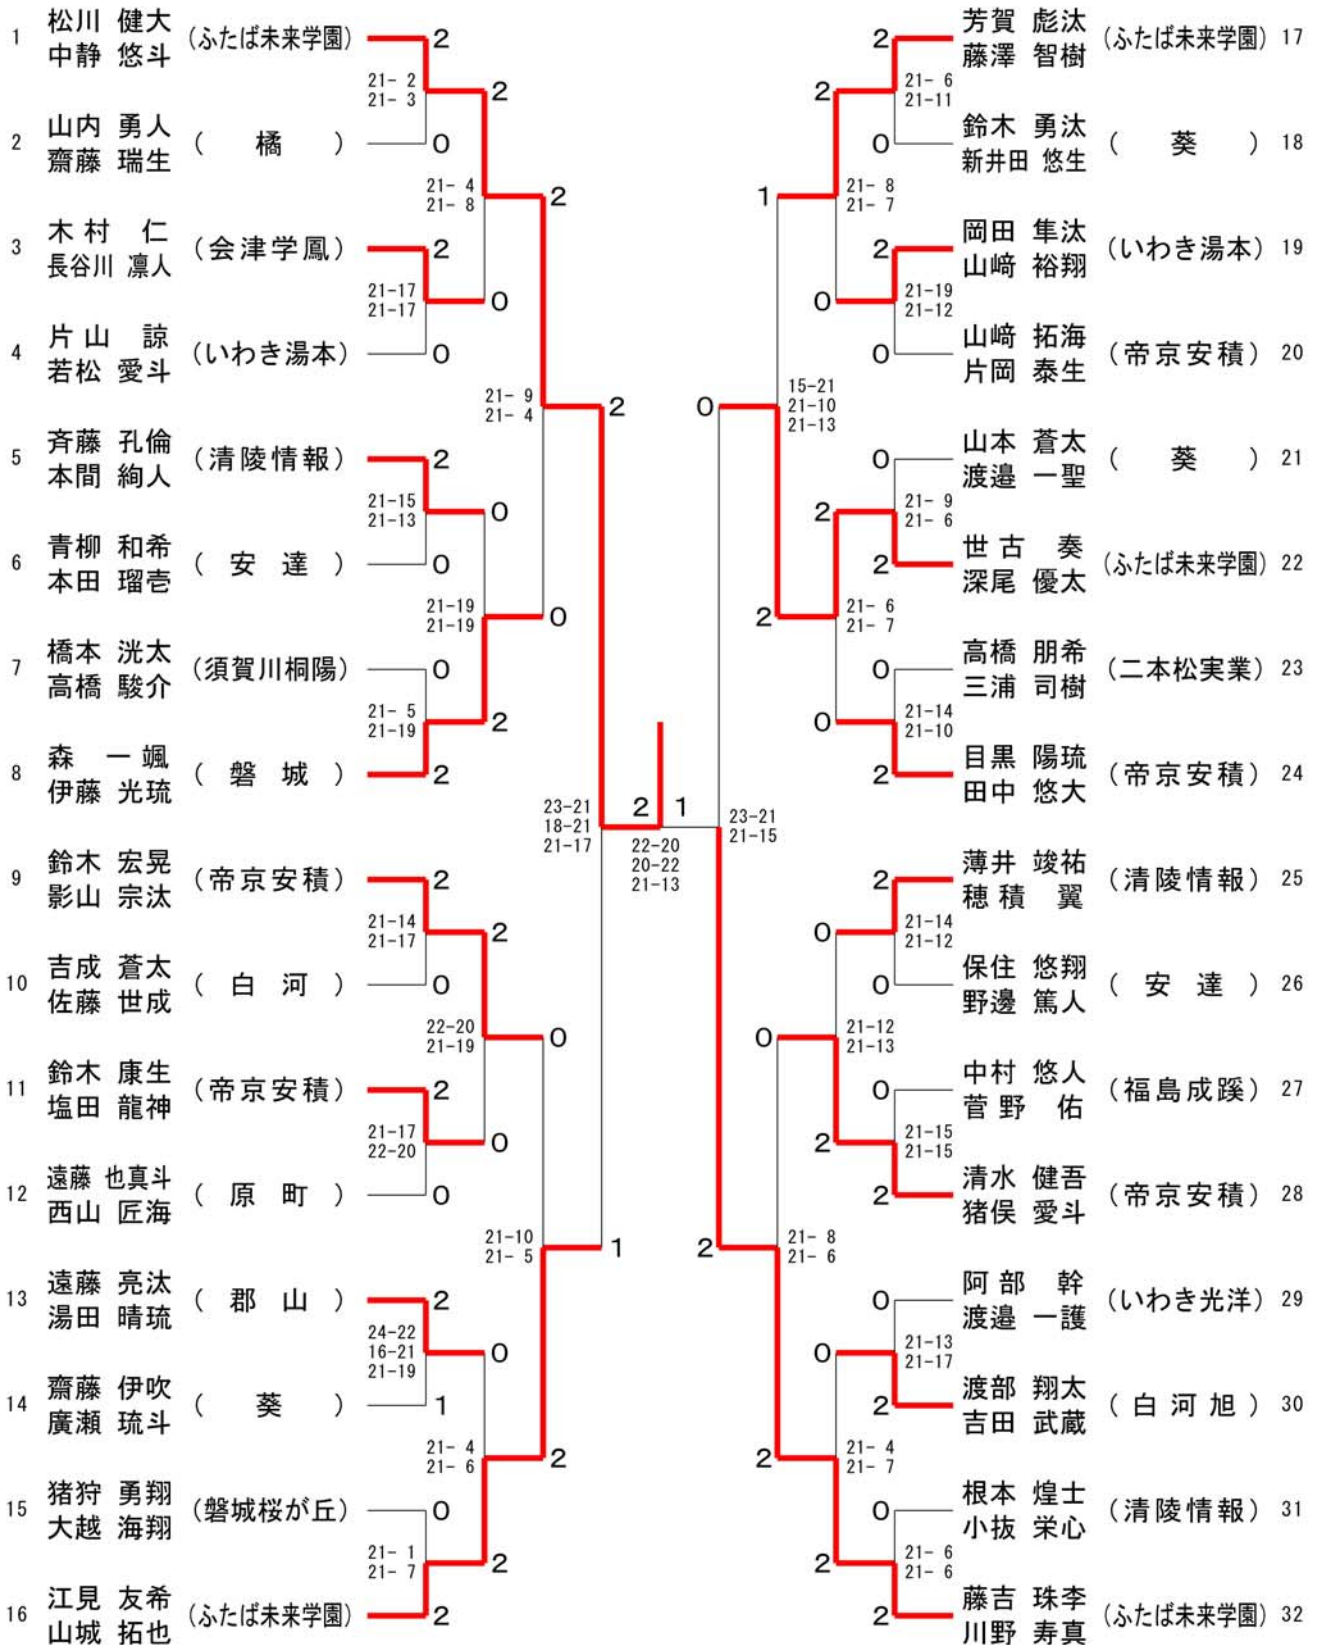 1 松川 健大 (ふたば未来学園) 2
中静 悠斗
21- 2
21- 3
2
2 山内 勇人 ( 橘 ) 0
齋藤 瑞生
21- 4
21- 8
2
3 木村 仁 (会津学鳳) 2
長谷川 凛人
21-17
21-17
0
4 片山 諒 (いわき湯本) 0
若松 愛斗
21- 9
21- 4
2
5 斉藤 孔倫 (清陵情報) 2
本間 絢人
21-15
21-13
0
6 青柳 和希 ( 安達 ) 0
本田 瑠壱
21-19
21-19
0
7 橋本 洸太 (須賀川桐陽) 0
高橋 駿介
21- 5
21-19
2
8 森 一颯 ( 磐城 ) 2
伊藤 光琉
23-21
18-21
21-17
2 1
22-20
20-22
21-13
9 鈴木 宏晃 (帝京安積) 2
影山 宗汰
21-14
21-17
2
10 吉成 蒼太 ( 白河 ) 0
佐藤 世成
22-20
21-19
0
11 鈴木 康生 (帝京安積) 2
塩田 龍神
21-17
22-20
0
12 遠藤 也真斗 ( 原町 ) 0
西山 匠海
21-10
21- 5
1
13 遠藤 亮汰 ( 郡山 ) 2
湯田 晴琉
24-22
16-21
21-19
0
14 齋藤 伊吹 ( 葵 ) 1
廣瀬 琉斗
21- 4
21- 6
2
15 猪狩 勇翔 (磐城桜が丘) 0
大越 海翔
21- 1
21- 7
2
16 江見 友希 (ふたば未来学園) 2
山城 拓也
2 芳賀 彪汰 (ふたば未来学園) 17
藤澤 智樹
2
21- 6
21-11
0 鈴木 勇汰 ( 葵 ) 18
新井田 悠生
1
21- 8
21- 7
2 岡田 隼汰 (いわき湯本) 19
山﨑 裕翔
0
21-19
21-12
0 山﨑 拓海 (帝京安積) 20
片岡 泰生
0
15-21
21-10
21-13
0 山本 蒼太 ( 葵 ) 21
渡邉 一聖
2
21- 9
21- 6
2 世古 奏 (ふたば未来学園) 22
深尾 優太
2
21- 6
21- 7
0 高橋 朋希 (二本松実業) 23
三浦 司樹
0
21-14
21-10
2 目黒 陽琉 (帝京安積) 24
田中 悠大
23-21
21-15
2 薄井 竣祐 (清陵情報) 25
穂積 翼
0
21-14
21-12
0 保住 悠翔 ( 安達 ) 26
野邊 篤人
0
21-12
21-13
0 中村 悠人 (福島成蹊) 27
菅野 佑
2
21-15
21-15
2 清水 健吾 (帝京安積) 28
猪俣 愛斗
2
21- 8
21- 6
0 阿部 幹 (いわき光洋) 29
渡邉 一護
0
21-13
21-17
2 渡部 翔太 (白河旭) 30
吉田 武蔵
2
21- 4
21- 7
0 根本 煌士 (清陵情報) 31
小抜 栄心
2
21- 6
21- 6
2 藤吉 珠李 (ふたば未来学園) 32
川野 寿真